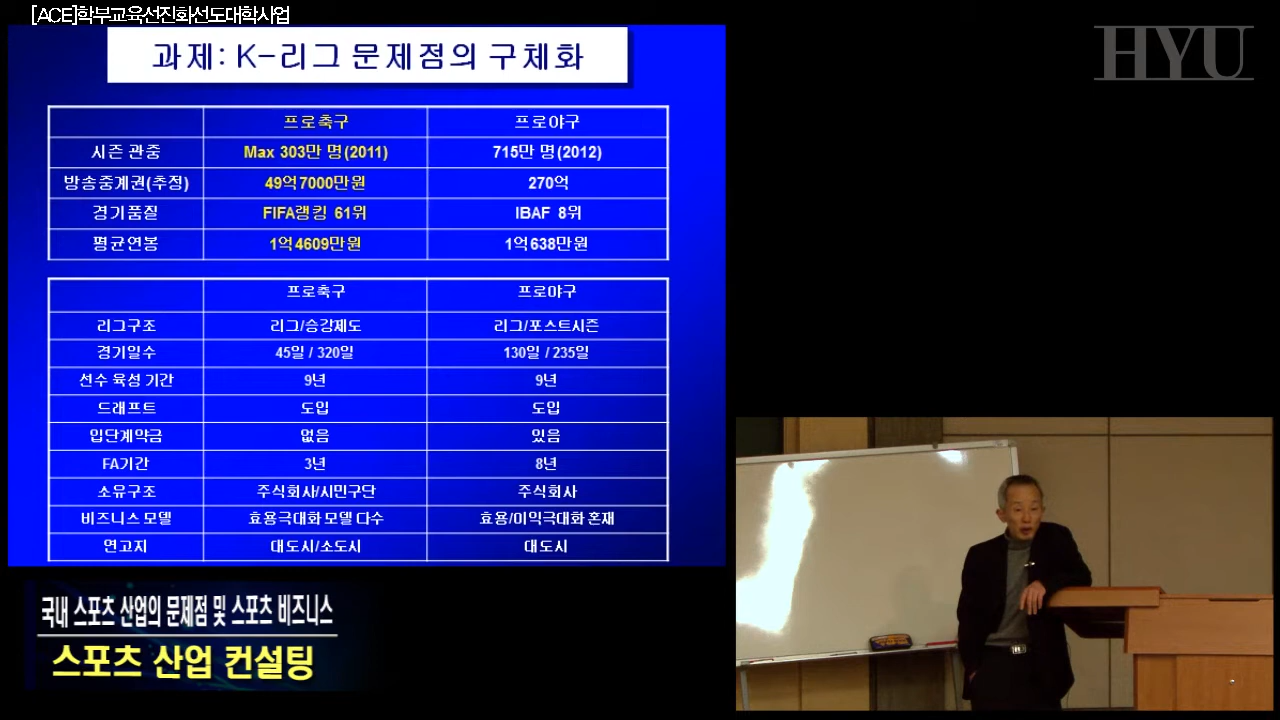 [ACE]학부교육선진화선도대학사업
HYU
과제: K-리그 문제점의 구체화
프로축구 프로야구
시즌 관중 Max 303만 명(2011) 715만 명(2012)
방송중계권(추정) 49억7000만원 270억
경기품질 FIFA랭킹 61위 IBAF 8위
평균연봉 1억4609만원 1억638만원
프로축구 프로야구
리그구조 리그/승강제도 리그/포스트시즌
경기일수 45일 / 320일 130일 / 235일
선수 육성 기간 9년 9년
드래프트 도입 도입
입단계약금 없음 있음
FA기간 3년 8년
소유구조 주식회사/시민구단 주식회사
비즈니스 모델 효용극대화 모델 다수 효용/이익극대화 혼재
연고지 대도시/소도시 대도시
국내 스포츠 산업의 문제점 및 스포츠 비즈니스
스포츠 산업 컨설팅